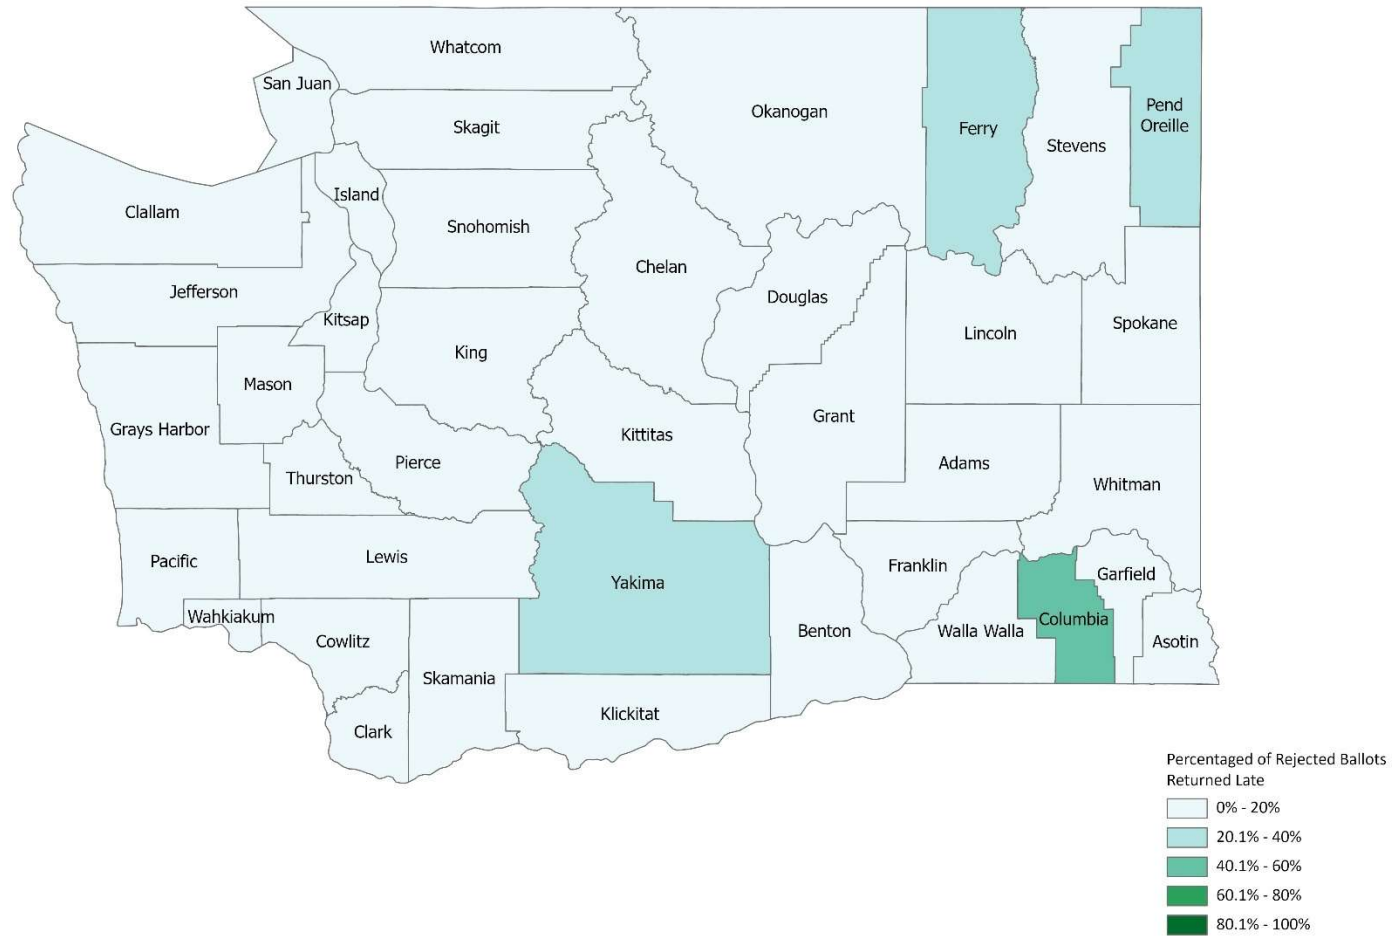 Whatcom
San Juan
Skagit
Okanogan
Ferry
Pend
Oreille
Stevens
Island
Clallam
Snohomish
Chelan
Jefferson
Douglas
Kitsap
Lincoln
Spokane
King
Mason
Grant
Grays Harbor
Kittitas
Pierce
Adams
Thurston
Whitman
Lewis
Pacific
Franklin
Garfield
Yakima
Wahkiakum
Columbia
Benton
Walla Walla
Cowlitz
Asotin
Skamania
Klickitat
Clark
Percentaged of Rejected Ballots
Returned Late
0% - 20%
20.1% - 40%
40.1% - 60%
60.1% - 80%
80.1% - 100%